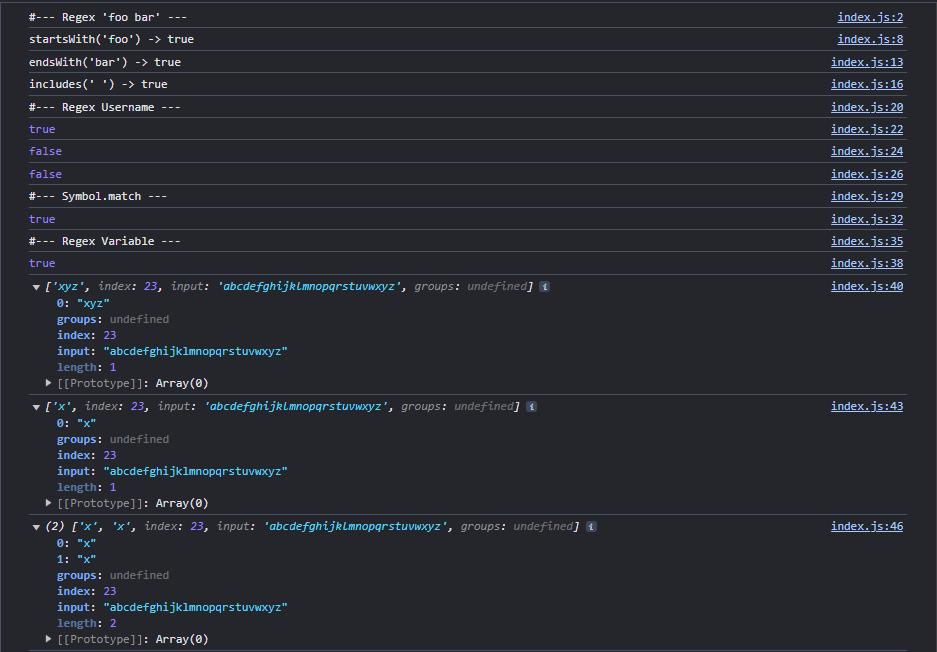 #--- Regex 'foo bar' --- index.js:2
startsWith('foo') -> true index.js:8
endsWith('bar') -> true index.js:13
includes(' ') -> true index.js:16
#--- Regex Username --- index.js:20
true index.js:22
false index.js:24
false index.js:26
#--- Symbol.match --- index.js:29
true index.js:32
#--- Regex Variable --- index.js:35
true index.js:38
['xyz', index: 23, input: 'abcdefghijklmnopqrstuvwxyz', groups: undefined] i index.js:40
0: "xyz"
groups: undefined
index: 23
input: "abcdefghijklmnopqrstuvwxyz"
length: 1
[[Prototype]]: Array(0)
['x', index: 23, input: 'abcdefghijklmnopqrstuvwxyz', groups: undefined] i index.js:43
0: "x"
groups: undefined
index: 23
input: "abcdefghijklmnopqrstuvwxyz"
length: 1
[[Prototype]]: Array(0)
(2) ['x', 'x', index: 23, input: 'abcdefghijklmnopqrstuvwxyz', groups: undefined] i index.js:46
0: "x"
1: "x"
groups: undefined
index: 23
input: "abcdefghijklmnopqrstuvwxyz"
length: 2
[[Prototype]]: Array(0)